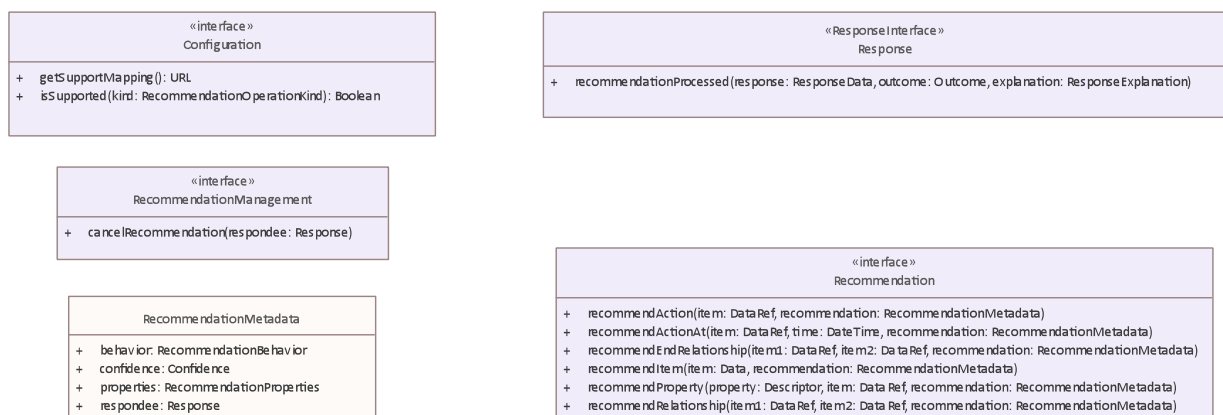 «interface»
Configuration
+ getSupportMapping(): URL
+ isSupported(kind: RecommendationOperationKind): Boolean
«ResponseInterface»
Response
+ recommendationProcessed(response: ResponseData, outcome: Outcome, explanation: ResponseExplanation)
«interface»
RecommendationManagement
+ cancelRecommendation(respondee: Response)
RecommendationMetadata
+ behavior: RecommendationBehavior
+ confidence: Confidence
+ properties: RecommendationProperties
+ respondee: Response
«interface»
Recommendation
+ recommendAction(item: DataRef, recommendation: RecommendationMetadata)
+ recommendActionAt(item: DataRef, time: DateTime, recommendation: RecommendationMetadata)
+ recommendEndRelationship(item1: DataRef, item2: DataRef, recommendation: RecommendationMetadata)
+ recommendItem(item: Data, recommendation: RecommendationMetadata)
+ recommendProperty(property: Descriptor, item: DataRef, recommendation: RecommendationMetadata)
+ recommendRelationship(item1: DataRef, item2: DataRef, recommendation: RecommendationMetadata)